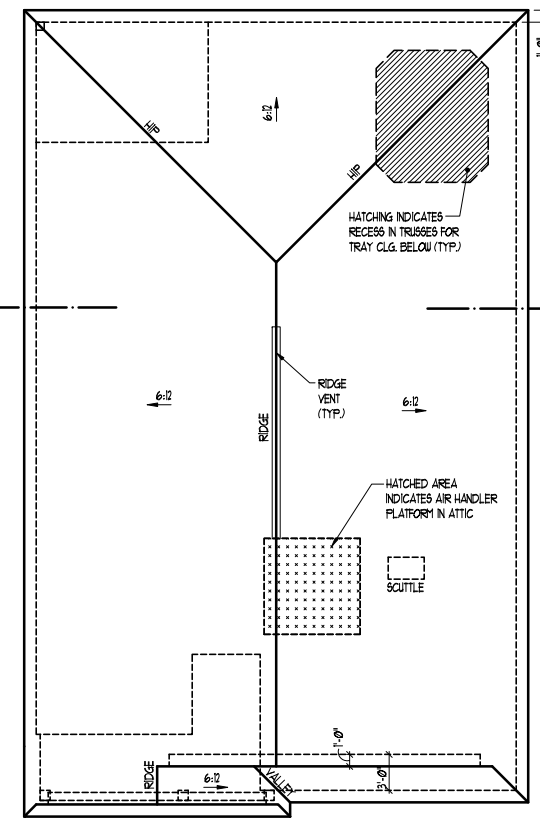 1'-0"
6:12
HIP
HIP
HATCHING INDICATES
RECESS IN TRUSSES FOR
TRAY CLG. BELOW (TYP.)
RIDGE
VENT
(TYP.)
6:12
6:12
RIDGE
HATCHED AREA
INDICATES AIR HANDLER
PLATFORM IN ATTIC
SCUTTLE
1'-0"
RIDGE
6:12
VALLEY
3'-0"